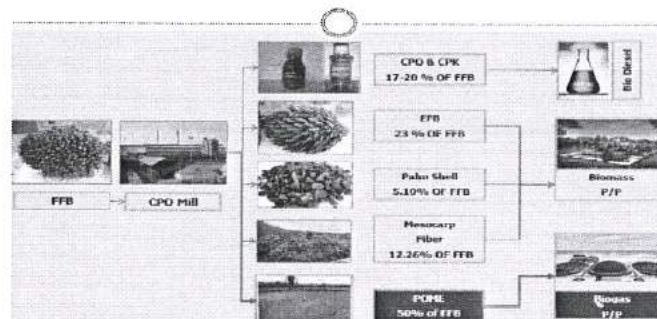 CPO & CPK
17-20 % OF FFB
Bio Diesel
EFB
23 % OF FFB
Palm Shell
5.10% OF FFB
Biomass
P/P
FFB
CPO Mill
Mesocarp
Fiber
12.26% OF FFB
POME
50% of FFB
Biogas
P/P